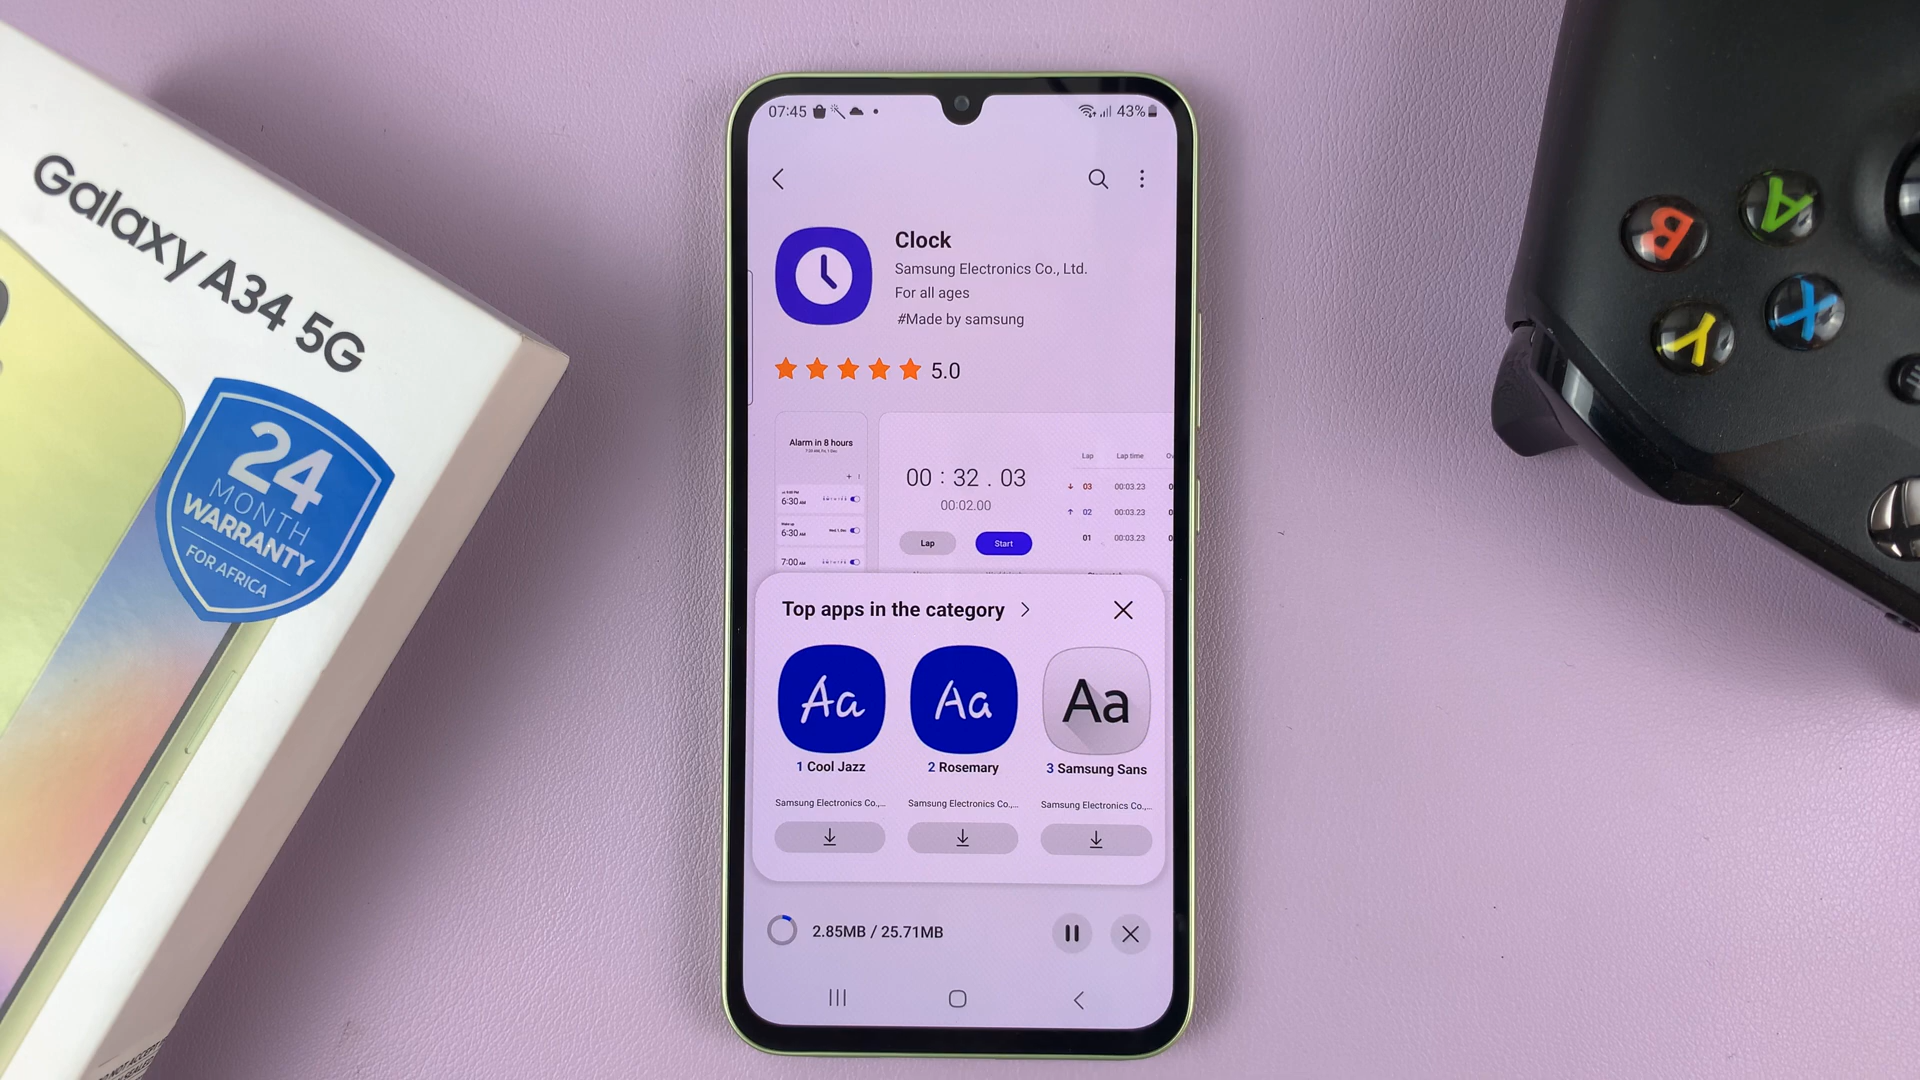 Galaxy A34 5G
24
MONTH
WARRANTY
FOR AFRICA
07:45
43%
Clock
Samsung Electronics Co., Ltd.
For all ages
#Made by samsung
5.0
Alarm in 8 hours
6:30 AM
6:30 AM
7:00 AM
00 : 32 . 03
00:02.00
Lap
Start
Lap Lap time
03 00:03.23
02 00:03.23
01 00:03.23
Top apps in the category
Aa
Aa
Aa
1 Cool Jazz
2 Rosemary
3 Samsung Sans
Samsung Electronics Co.,...
Samsung Electronics Co.,...
Samsung Electronics Co.,...
2.85MB / 25.71MB
B
A
Y
X